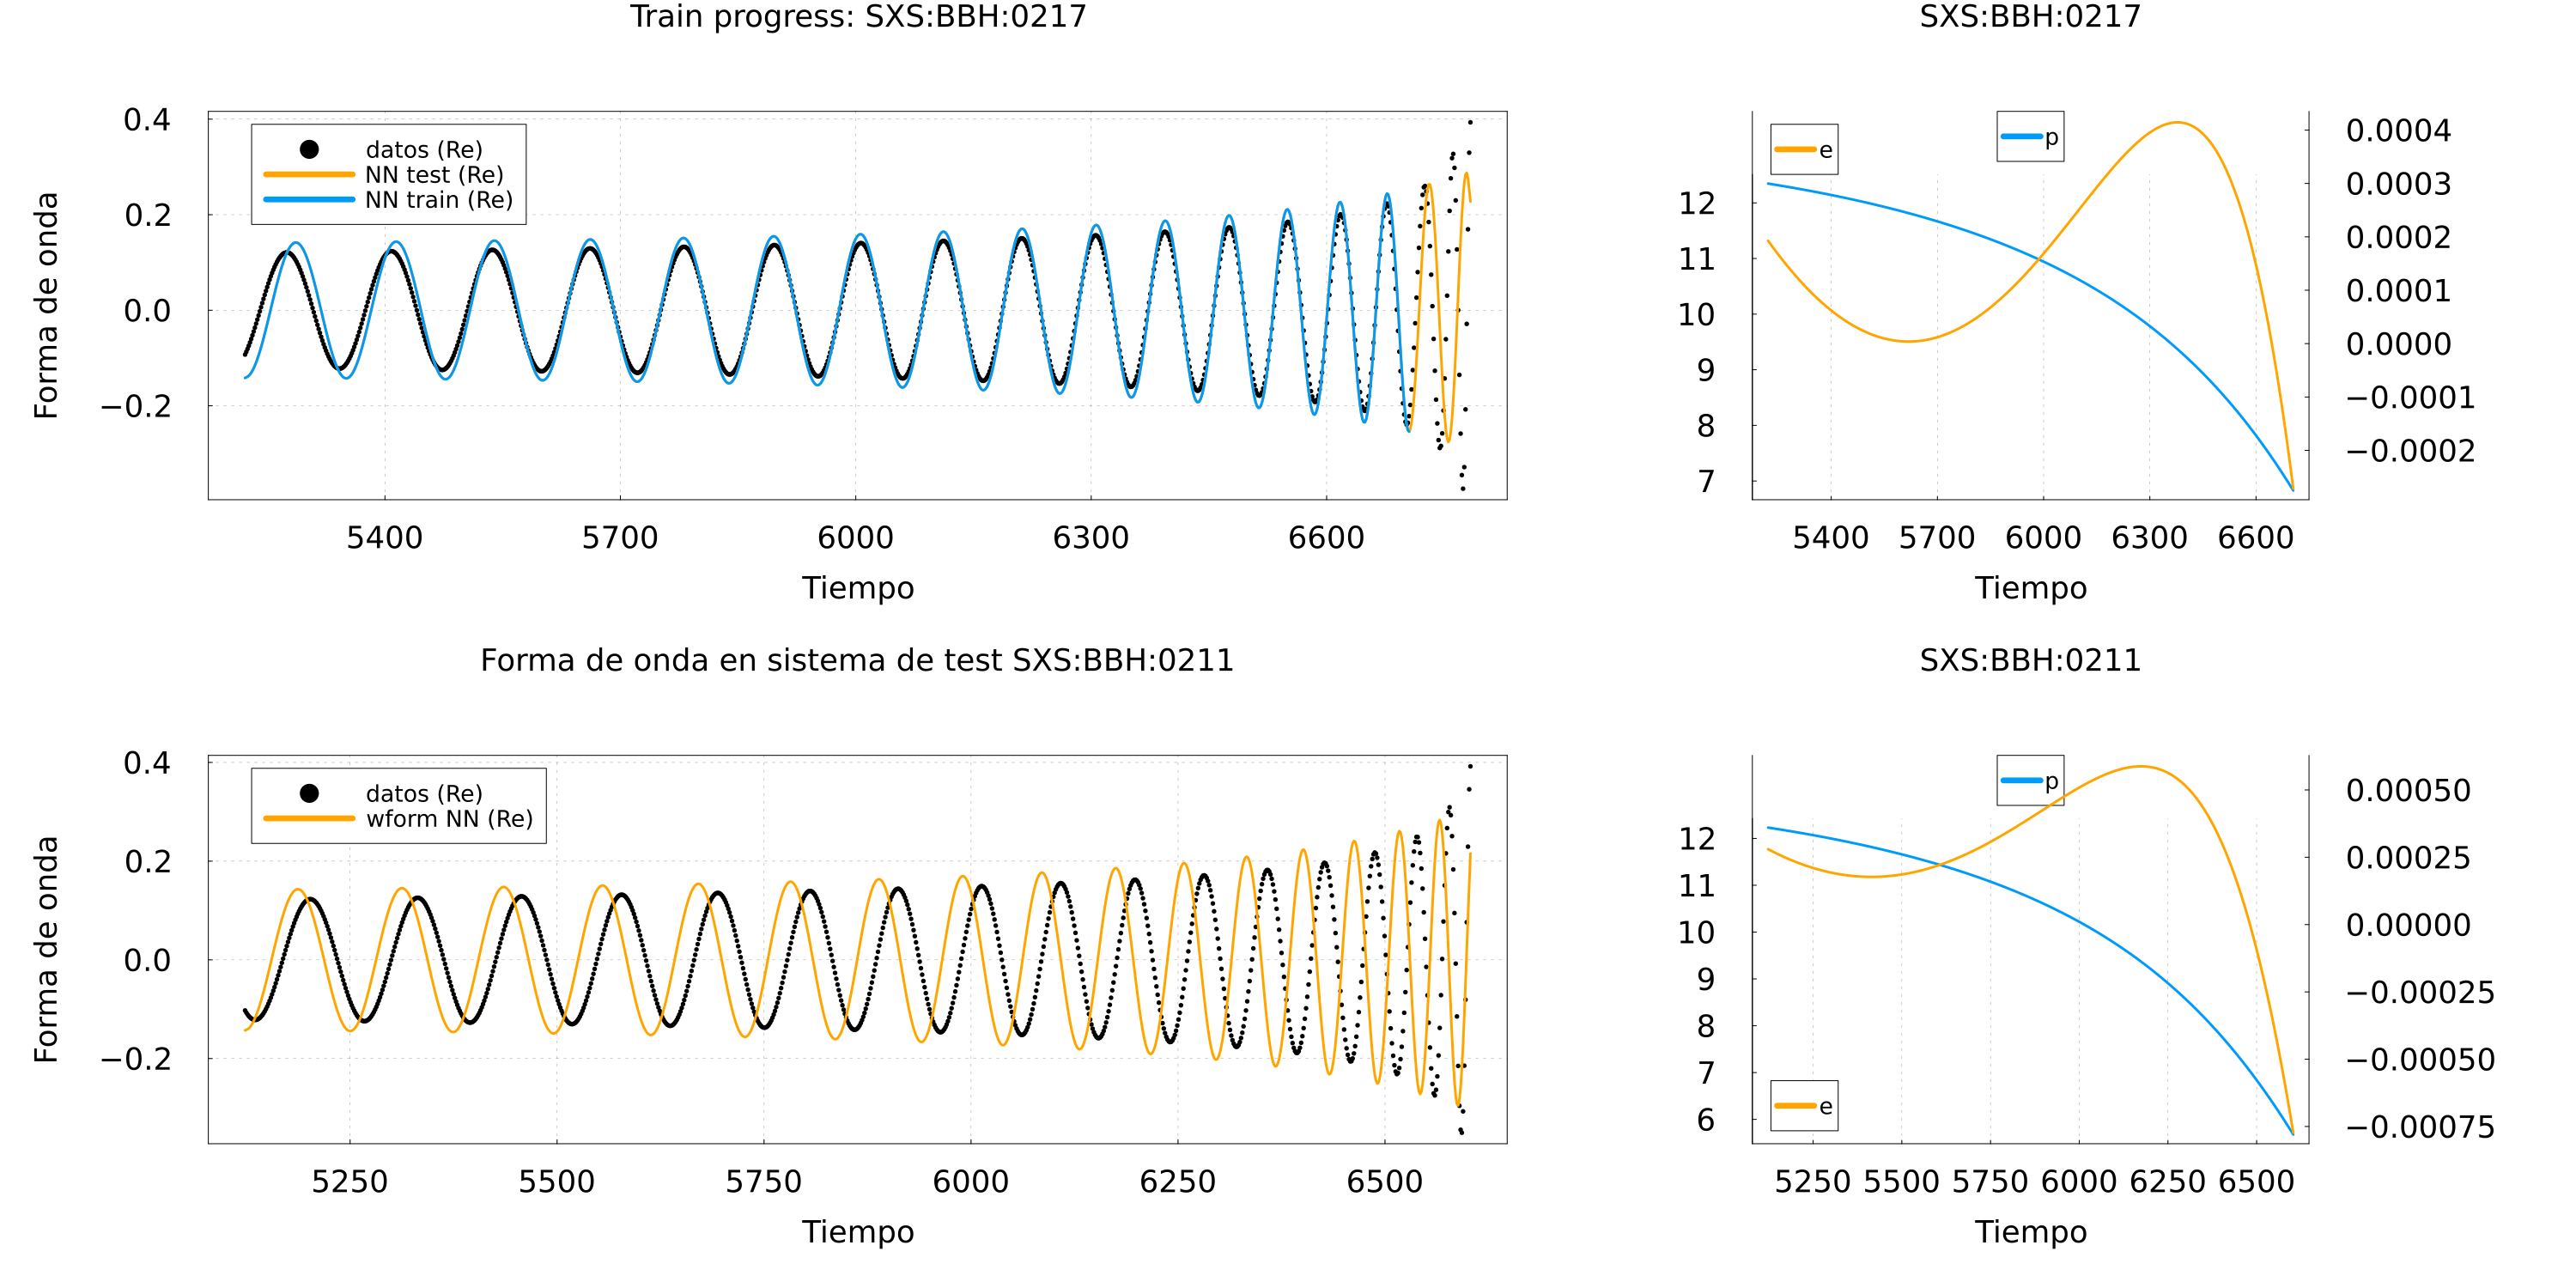 Train progress: SXS:BBH:0217
0.4
0.2
0.0
−0.2
Forma de onda
datos (Re)
NN test (Re)
NN train (Re)
5400 5700 6000 6300 6600
Tiempo
SXS:BBH:0217
e
p
12
11
10
9
8
7
0.0004
0.0003
0.0002
0.0001
0.0000
−0.0001
−0.0002
5400 5700 6000 6300 6600
Tiempo
Forma de onda en sistema de test SXS:BBH:0211
0.4
0.2
0.0
−0.2
Forma de onda
datos (Re)
wform NN (Re)
5250 5500 5750 6000 6250 6500
Tiempo
SXS:BBH:0211
p
e
12
11
10
9
8
7
6
0.00050
0.00025
0.00000
−0.00025
−0.00050
−0.00075
5250 5500 5750 6000 6250 6500
Tiempo